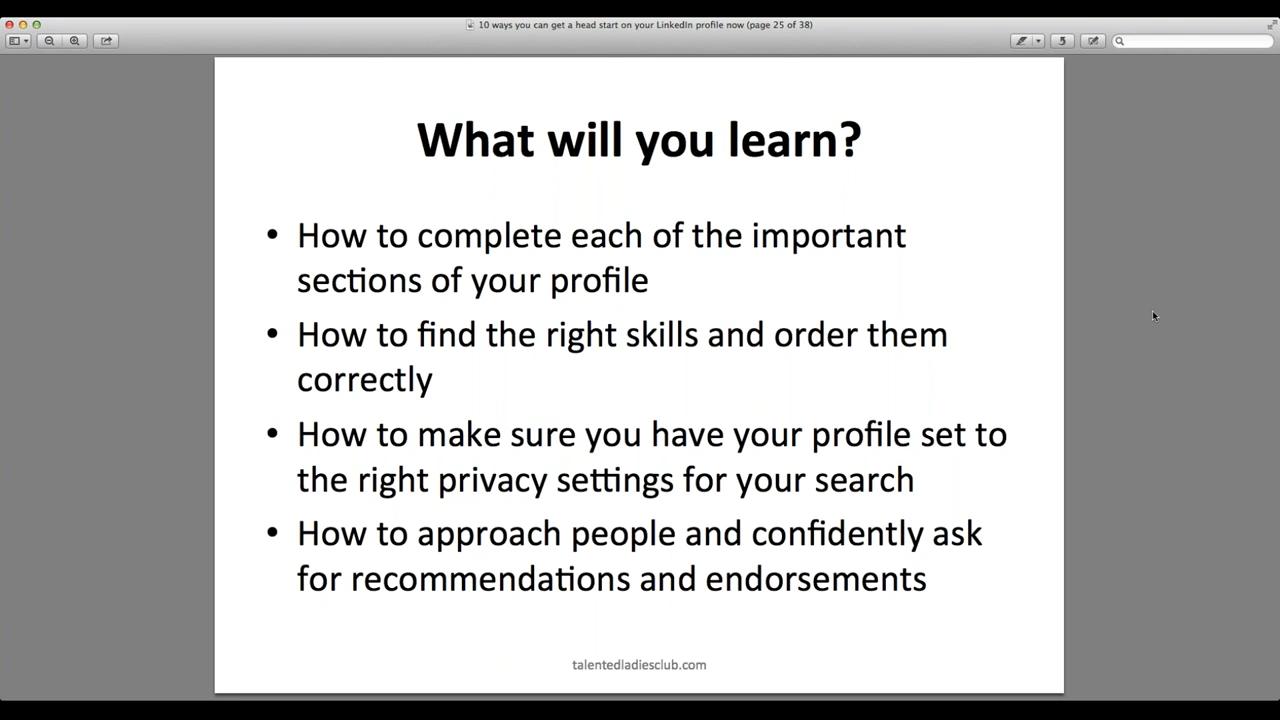 10 ways you can get a head start on your LinkedIn profile now (page 25 of 38)
What will you learn?
• How to complete each of the important
sections of your profile
• How to find the right skills and order them
correctly
• How to make sure you have your profile set to
the right privacy settings for your search
• How to approach people and confidently ask
for recommendations and endorsements
talentedladiesclub.com